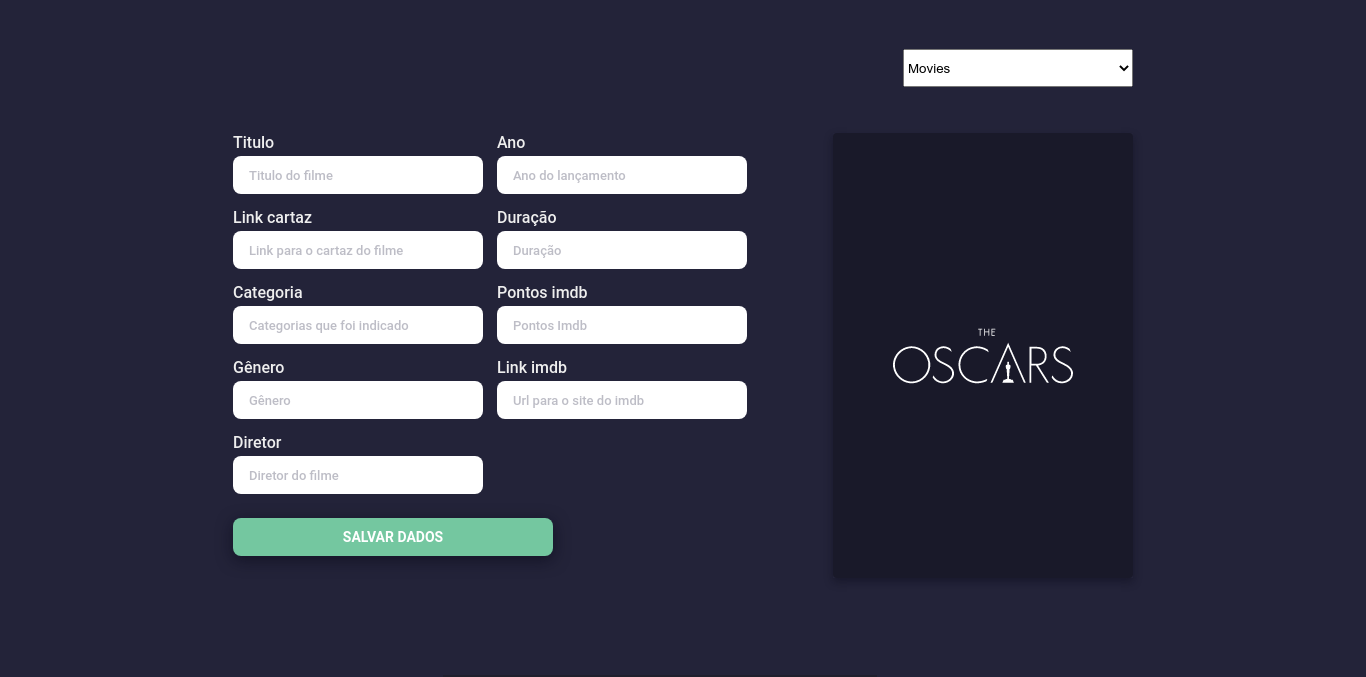 Movies
Titulo
Titulo do filme
Ano
Ano do lançamento
Link cartaz
Link para o cartaz do filme
Duração
Duração
Categoria
Categorias que foi indicado
Pontos imdb
Pontos Imdb
Gênero
Gênero
Link imdb
Url para o site do imdb
Diretor
Diretor do filme
SALVAR DADOS
THE
OSCARS